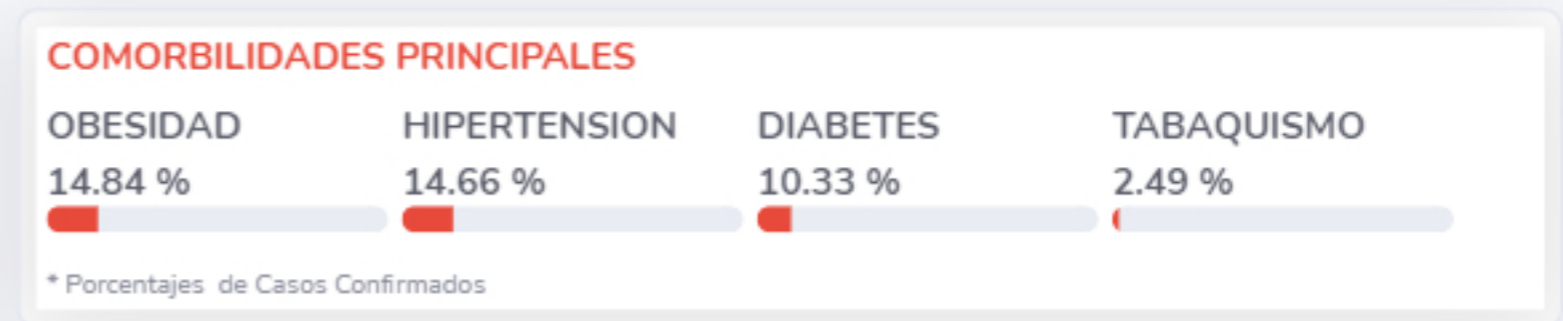 COMORBILIDADES PRINCIPALES
OBESIDAD HIPERTENSION DIABETES TABAQUISMO
14.84 % 14.66 % 10.33 % 2.49 %
* Porcentajes de Casos Confirmados